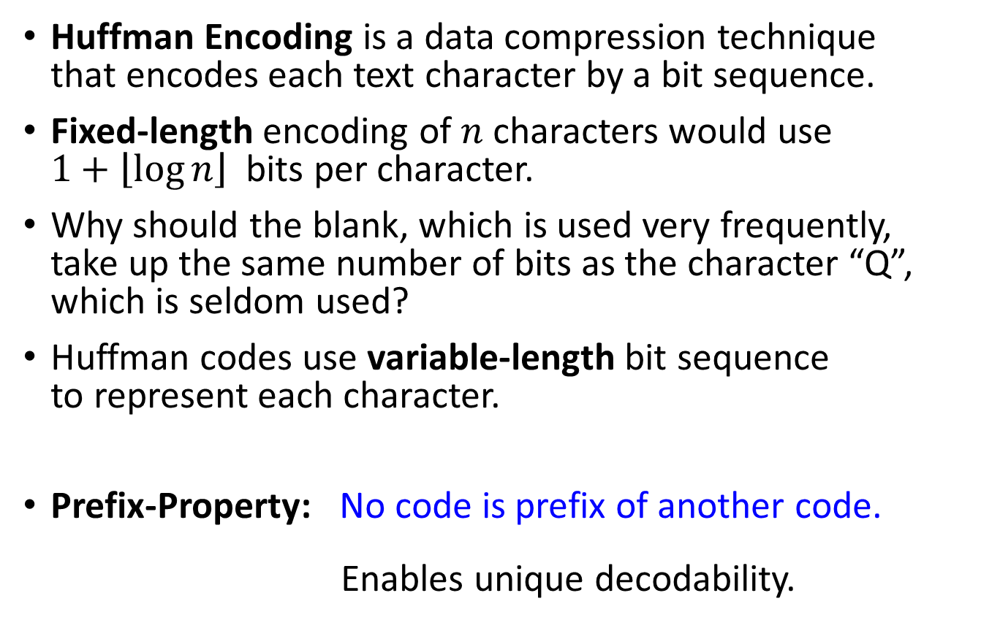 • Huffman Encoding is a data compression technique
that encodes each text character by a bit sequence.
• Fixed-length encoding of n characters would use
1 + ⌊log n⌋ bits per character.
• Why should the blank, which is used very frequently,
take up the same number of bits as the character “Q”,
which is seldom used?
• Huffman codes use variable-length bit sequence
to represent each character.
• Prefix-Property: No code is prefix of another code.
Enables unique decodability.